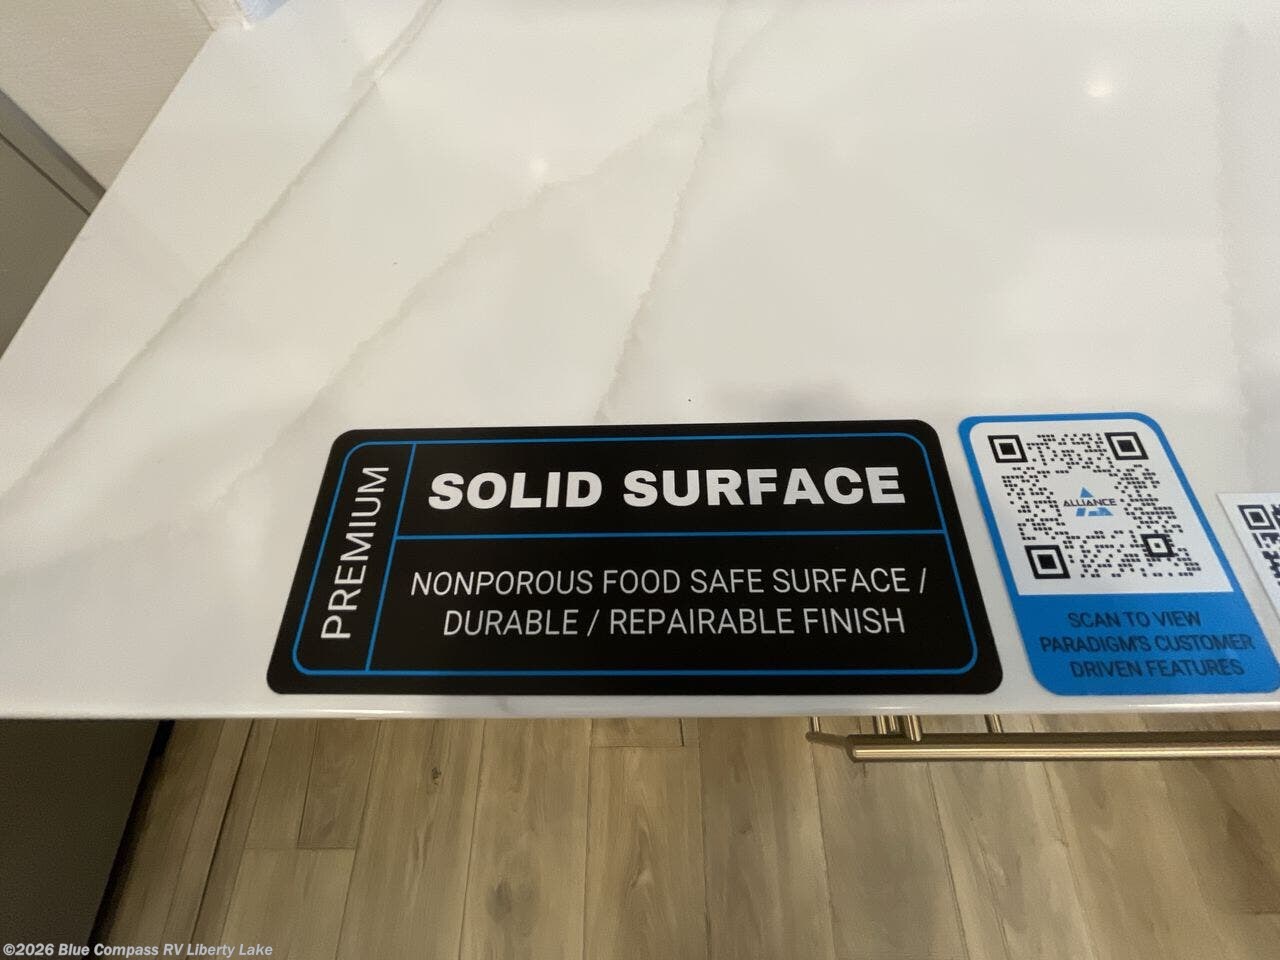 PREMIUM
SOLID SURFACE
NONPOROUS FOOD SAFE SURFACE /
DURABLE / REPAIRABLE FINISH
ALLIANCE
SCAN TO VIEW
PARADIGM'S CUSTOMER
DRIVEN FEATURES
©2026 Blue Compass RV Liberty Lake